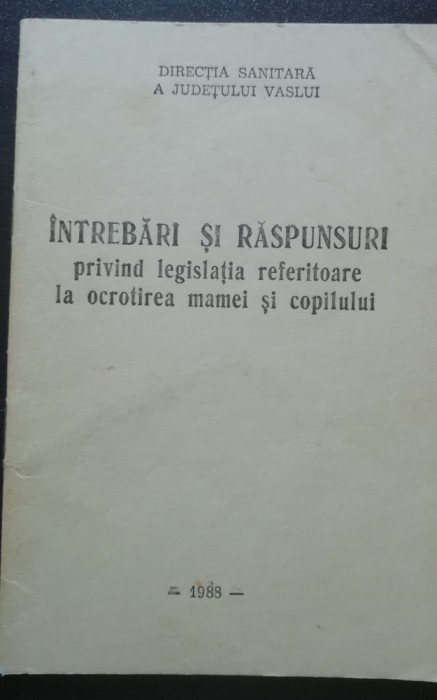 DIRECȚIA SANITARĂ
A JUDEȚULUI VASLUI
ÎNTREBĂRI ȘI RĂSPUNSURI
privind legislația referitoare
la ocrotirea mamei și copilului
— 1988 —